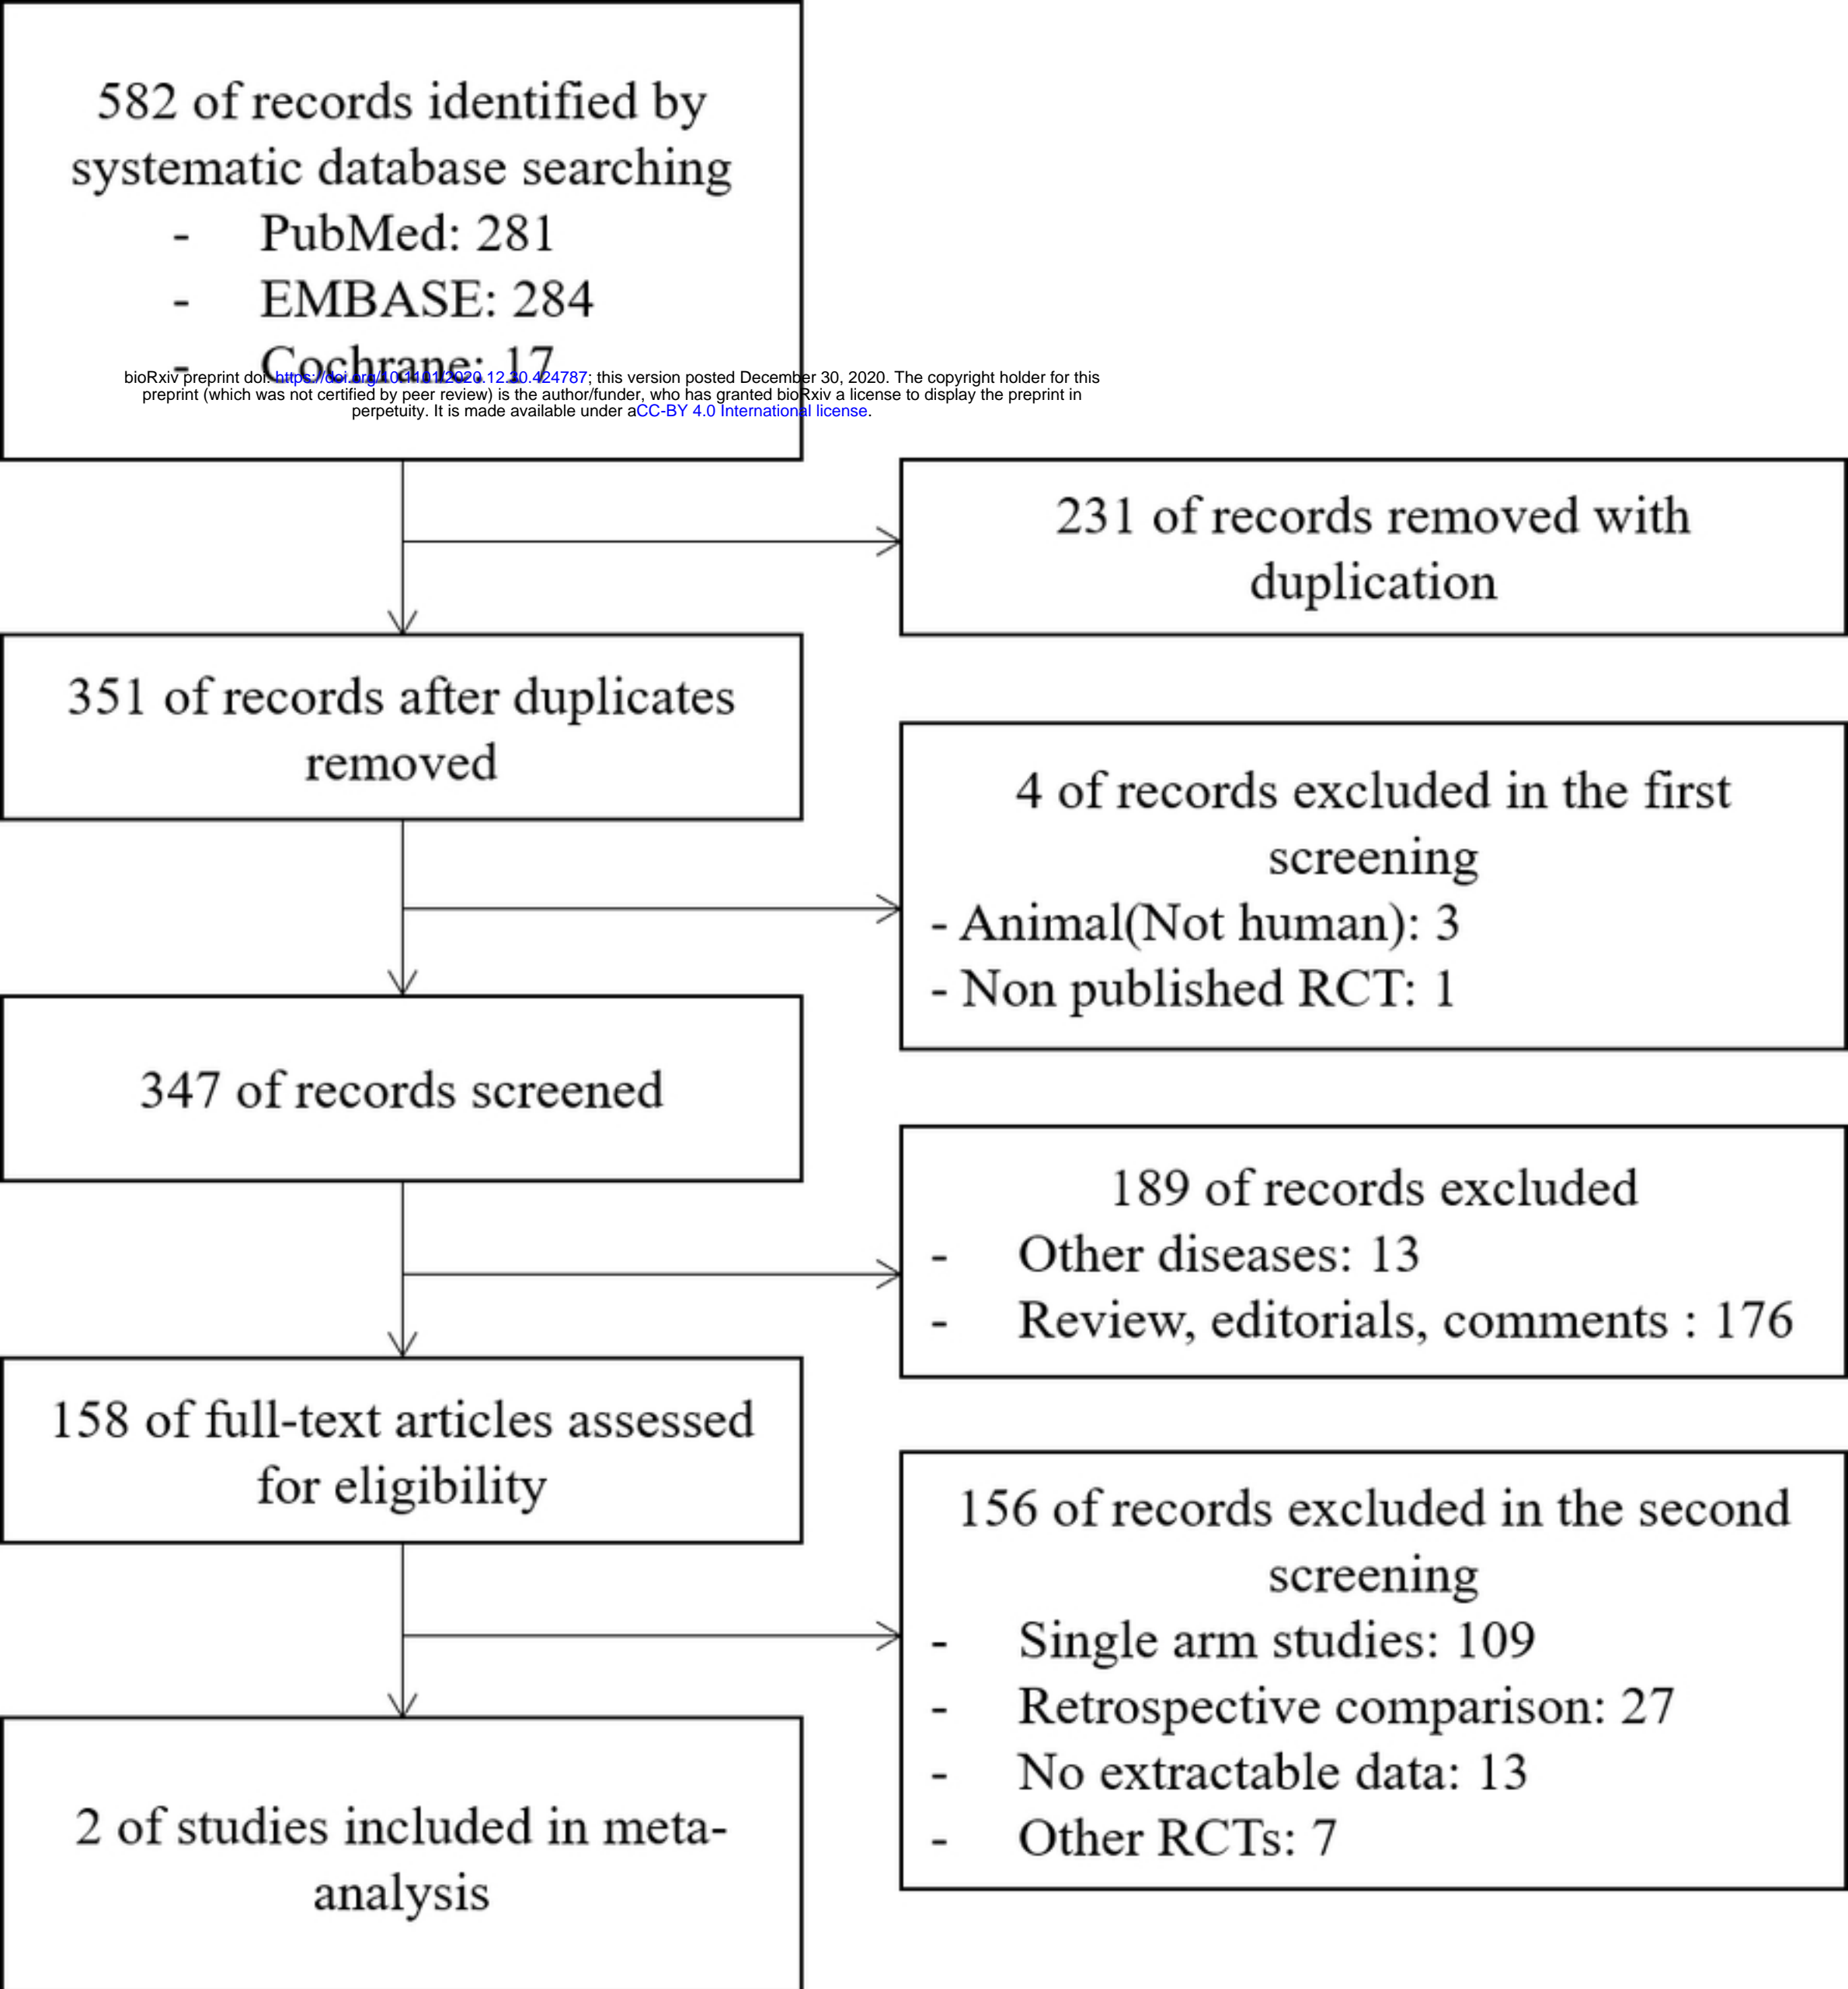 582 of records identified by
systematic database searching
- PubMed: 281
- EMBASE: 284
- Cochrane: 17
bioRxiv preprint doi: https://doi.org/10.1101/2020.12.30.424787; this version posted December 30, 2020. The copyright holder for this
preprint (which was not certified by peer review) is the author/funder, who has granted bioRxiv a license to display the preprint in
perpetuity. It is made available under aCC-BY 4.0 International license.
231 of records removed with
duplication
351 of records after duplicates
removed
4 of records excluded in the first
screening
- Animal(Not human): 3
- Non published RCT: 1
347 of records screened
189 of records excluded
- Other diseases: 13
- Review, editorials, comments : 176
158 of full-text articles assessed
for eligibility
156 of records excluded in the second
screening
- Single arm studies: 109
- Retrospective comparison: 27
- No extractable data: 13
- Other RCTs: 7
2 of studies included in meta-
analysis